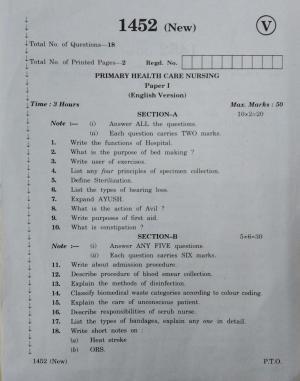 1452 (New)
V
Total No. of Questions—18
Total No. of Printed Pages—2 Regd. No.
PRIMARY HEALTH CARE NURSING
Paper I
(English Version)
Time : 3 Hours Max. Marks : 50
SECTION–A 10×2=20
Note :— (i) Answer ALL the questions.
(ii) Each question carries TWO marks.
1. Write the functions of Hospital.
2. What is the purpose of bed making ?
3. Write user of exercises.
4. List any four principles of specimen collection.
5. Define Sterilization.
6. List the types of hearing loss.
7. Expand AYUSH.
8. What is the action of Avil ?
9. Write purposes of first aid.
10. What is constipation ?
SECTION–B 5×6=30
Note :— (i) Answer ANY FIVE questions.
(ii) Each question carries SIX marks.
11. Write about admission procedure.
12. Describe procedure of blood smear collection.
13. Explain the methods of disinfection.
14. Classify biomedical waste categories according to colour coding.
15. Explain the care of unconscious patient.
16. Describe responsibilities of scrub nurse.
17. List the types of bandages, explain any one in detail.
18. Write short notes on :
(a) Heat stroke
(b) ORS.
1452 (New) P.T.O.